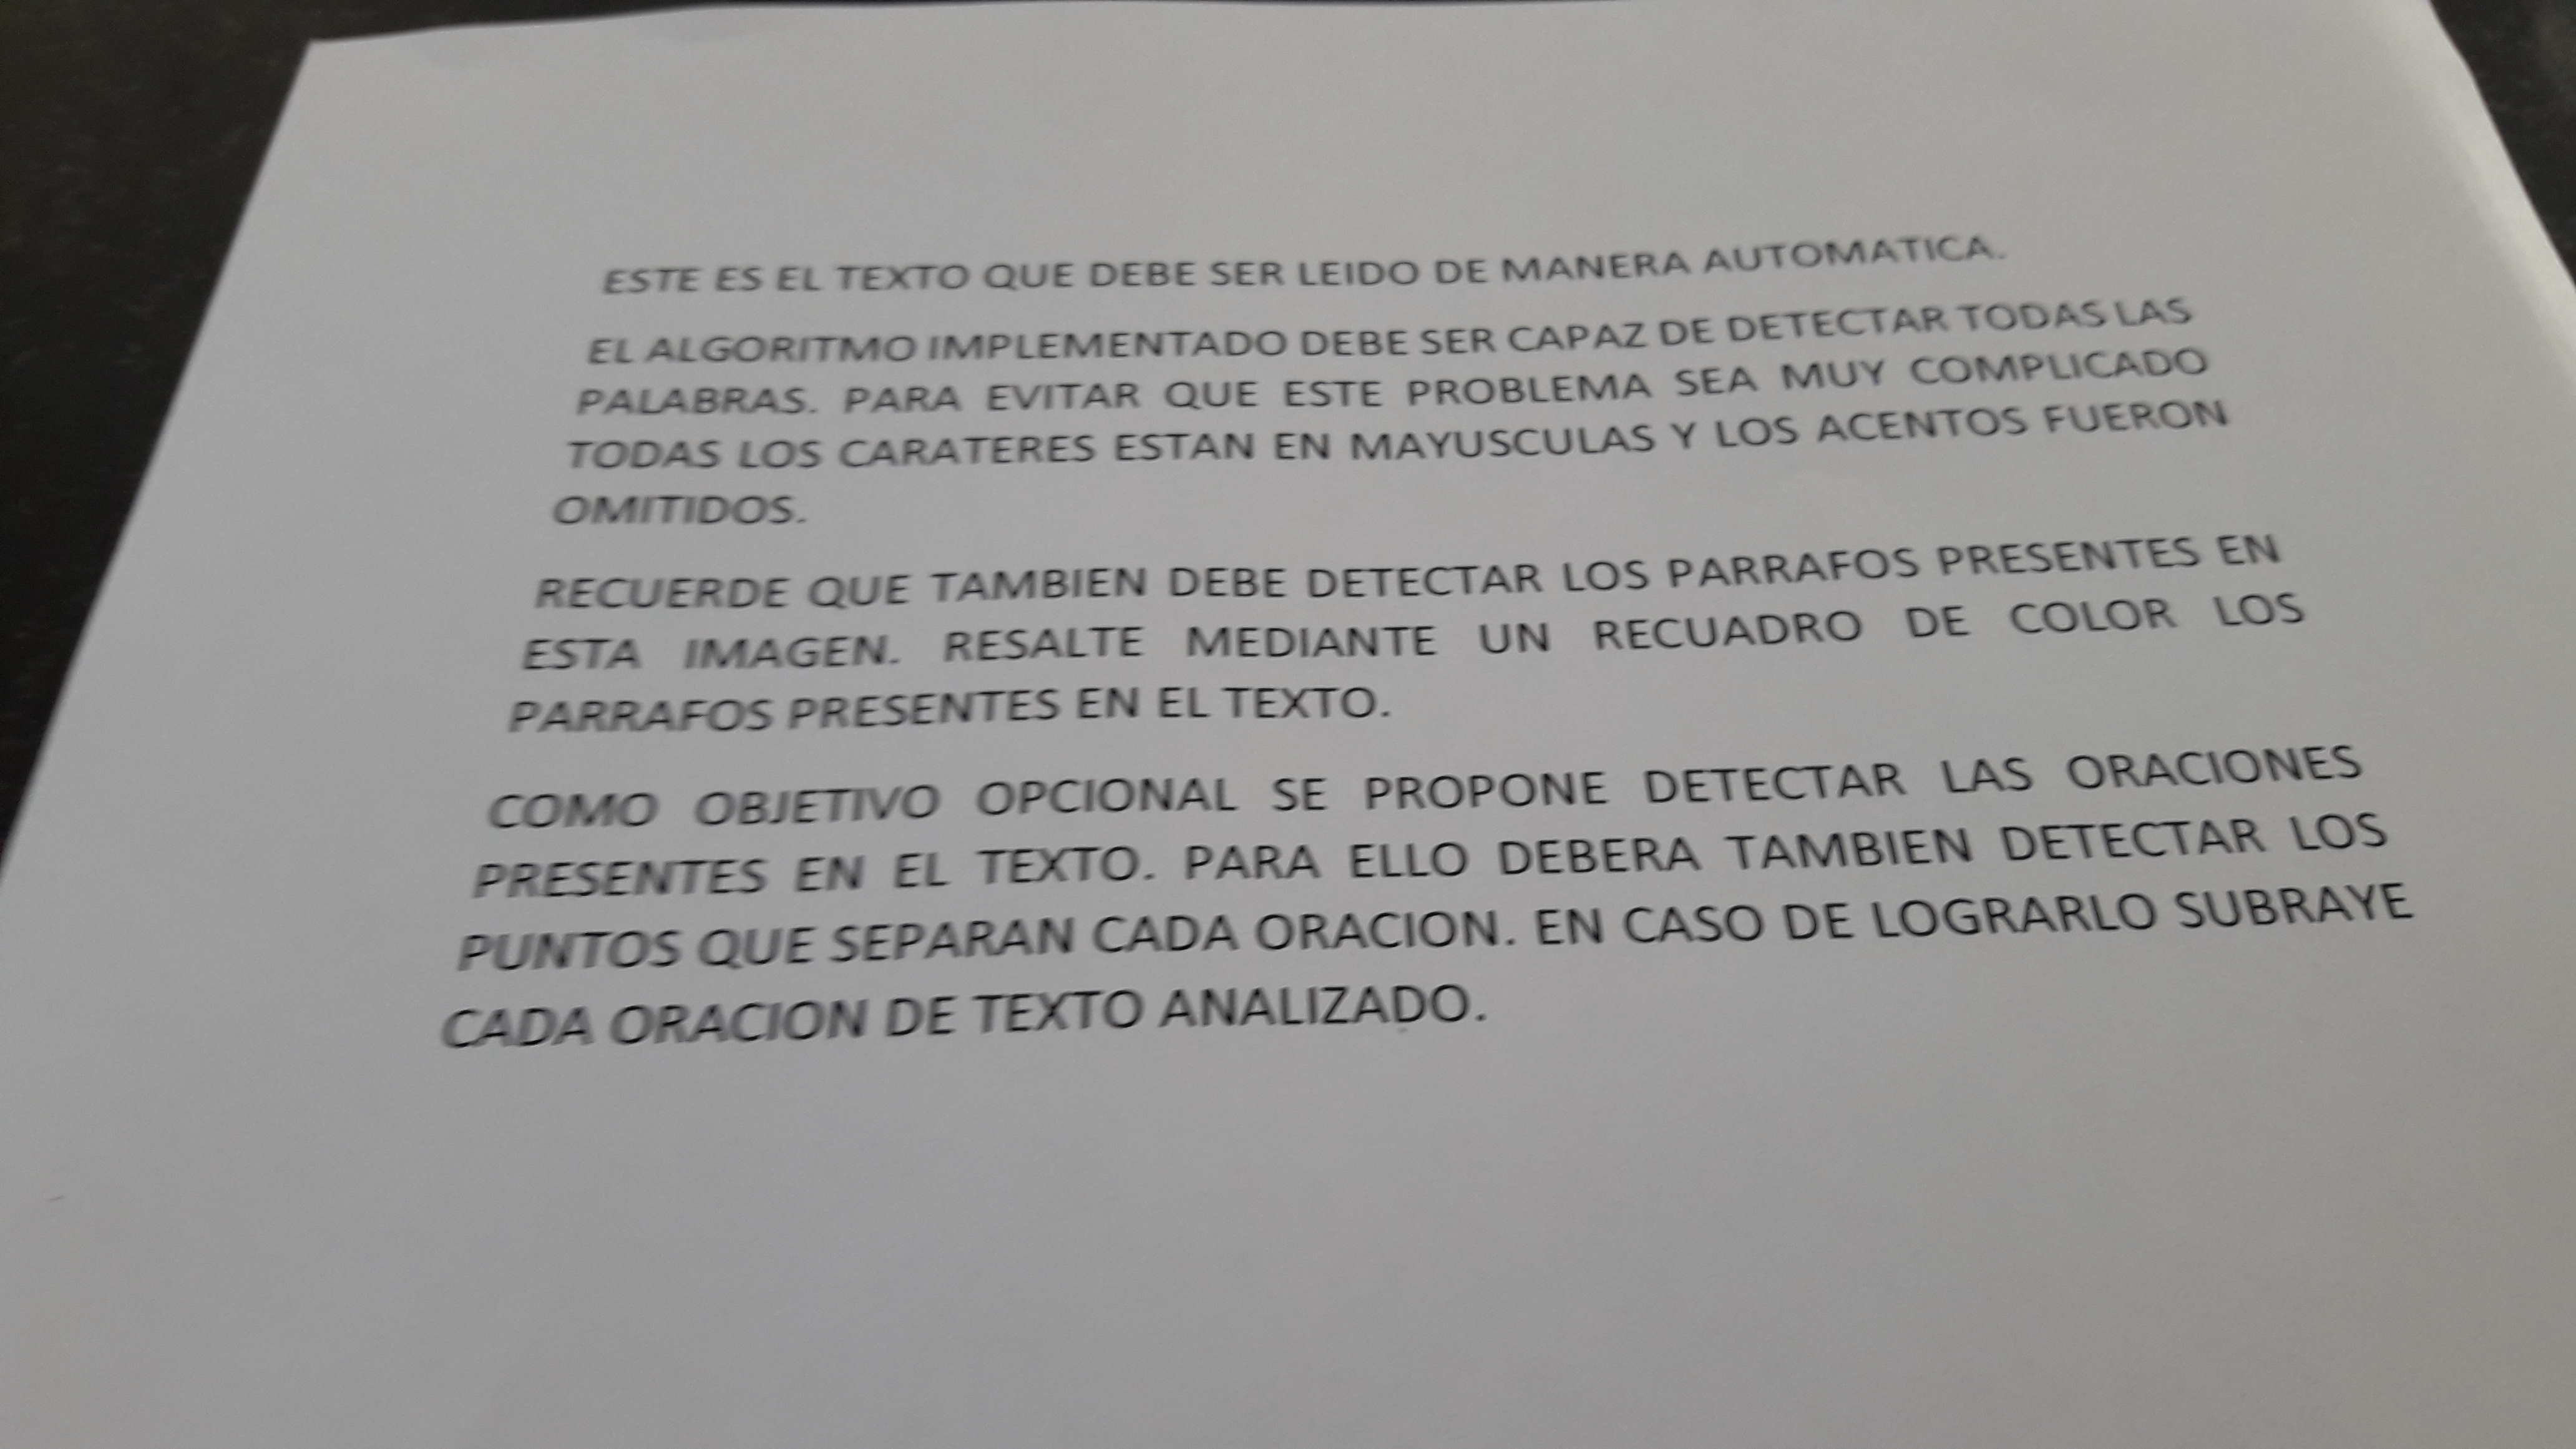 ESTE ES EL TEXTO QUE DEBE SER LEIDO DE MANERA AUTOMATICA.
EL ALGORITMO IMPLEMENTADO DEBE SER CAPAZ DE DETECTAR TODAS LAS
PALABRAS. PARA EVITAR QUE ESTE PROBLEMA SEA MUY COMPLICADO
TODAS LOS CARATERES ESTAN EN MAYUSCULAS Y LOS ACENTOS FUERON
OMITIDOS.
RECUERDE QUE TAMBIEN DEBE DETECTAR LOS PARRAFOS PRESENTES EN
ESTA IMAGEN. RESALTE MEDIANTE UN RECUADRO DE COLOR LOS
PARRAFOS PRESENTES EN EL TEXTO.
COMO OBJETIVO OPCIONAL SE PROPONE DETECTAR LAS ORACIONES
PRESENTES EN EL TEXTO. PARA ELLO DEBERA TAMBIEN DETECTAR LOS
PUNTOS QUE SEPARAN CADA ORACION. EN CASO DE LOGRARLO SUBRAYE
CADA ORACION DE TEXTO ANALIZADO.